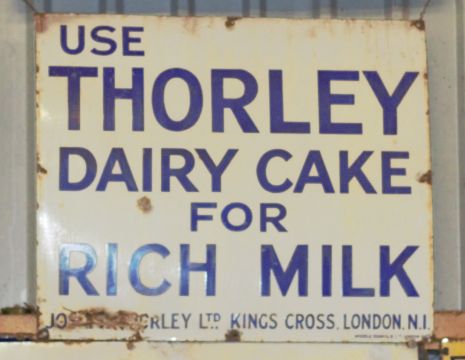 USE
THORLEY
DAIRY CAKE
FOR
RICH MILK
LTD KINGS CROSS, LONDON, N.1.